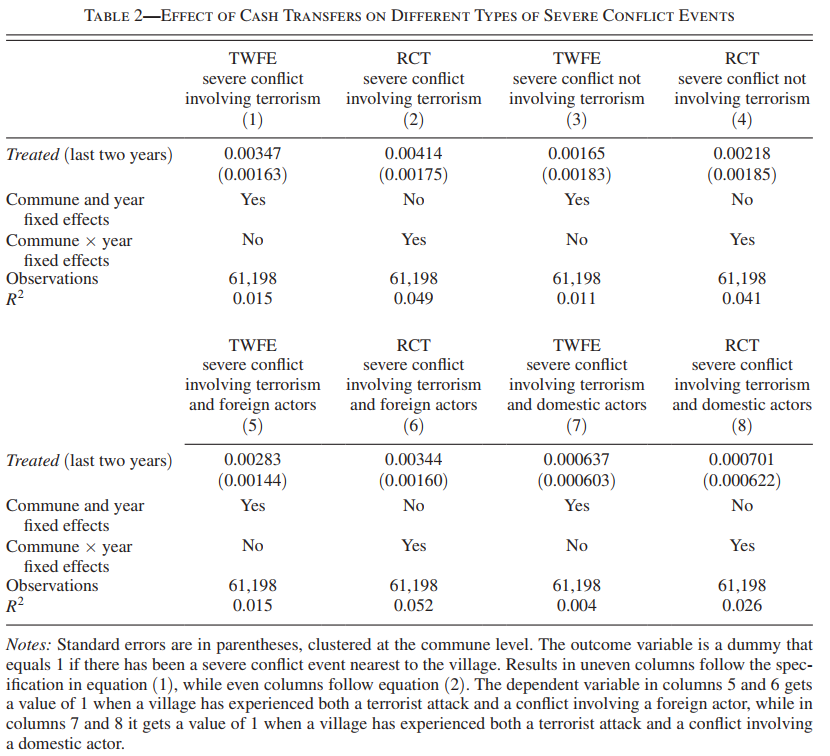 TABLE 2—EFFECT OF CASH TRANSFERS ON DIFFERENT TYPES OF SEVERE CONFLICT EVENTS
TWFE RCT TWFE RCT
severe conflict severe conflict severe conflict not severe conflict not
involving terrorism involving terrorism involving terrorism involving terrorism
(1) (2) (3) (4)
Treated (last two years) 0.00347 0.00414 0.00165 0.00218
(0.00163) (0.00175) (0.00183) (0.00185)
Commune and year Yes No Yes No
fixed effects
Commune × year No Yes No Yes
fixed effects
Observations 61,198 61,198 61,198 61,198
R² 0.015 0.049 0.011 0.041
TWFE RCT TWFE RCT
severe conflict severe conflict severe conflict severe conflict
involving terrorism involving terrorism involving terrorism involving terrorism
and foreign actors and foreign actors and domestic actors and domestic actors
(5) (6) (7) (8)
Treated (last two years) 0.00283 0.00344 0.000637 0.000701
(0.00144) (0.00160) (0.000603) (0.000622)
Commune and year Yes No Yes No
fixed effects
Commune × year No Yes No Yes
fixed effects
Observations 61,198 61,198 61,198 61,198
R² 0.015 0.052 0.004 0.026
Notes: Standard errors are in parentheses, clustered at the commune level. The outcome variable is a dummy that
equals 1 if there has been a severe conflict event nearest to the village. Results in uneven columns follow the spec-
ification in equation (1), while even columns follow equation (2). The dependent variable in columns 5 and 6 gets
a value of 1 when a village has experienced both a terrorist attack and a conflict involving a foreign actor, while in
columns 7 and 8 it gets a value of 1 when a village has experienced both a terrorist attack and a conflict involving
a domestic actor.